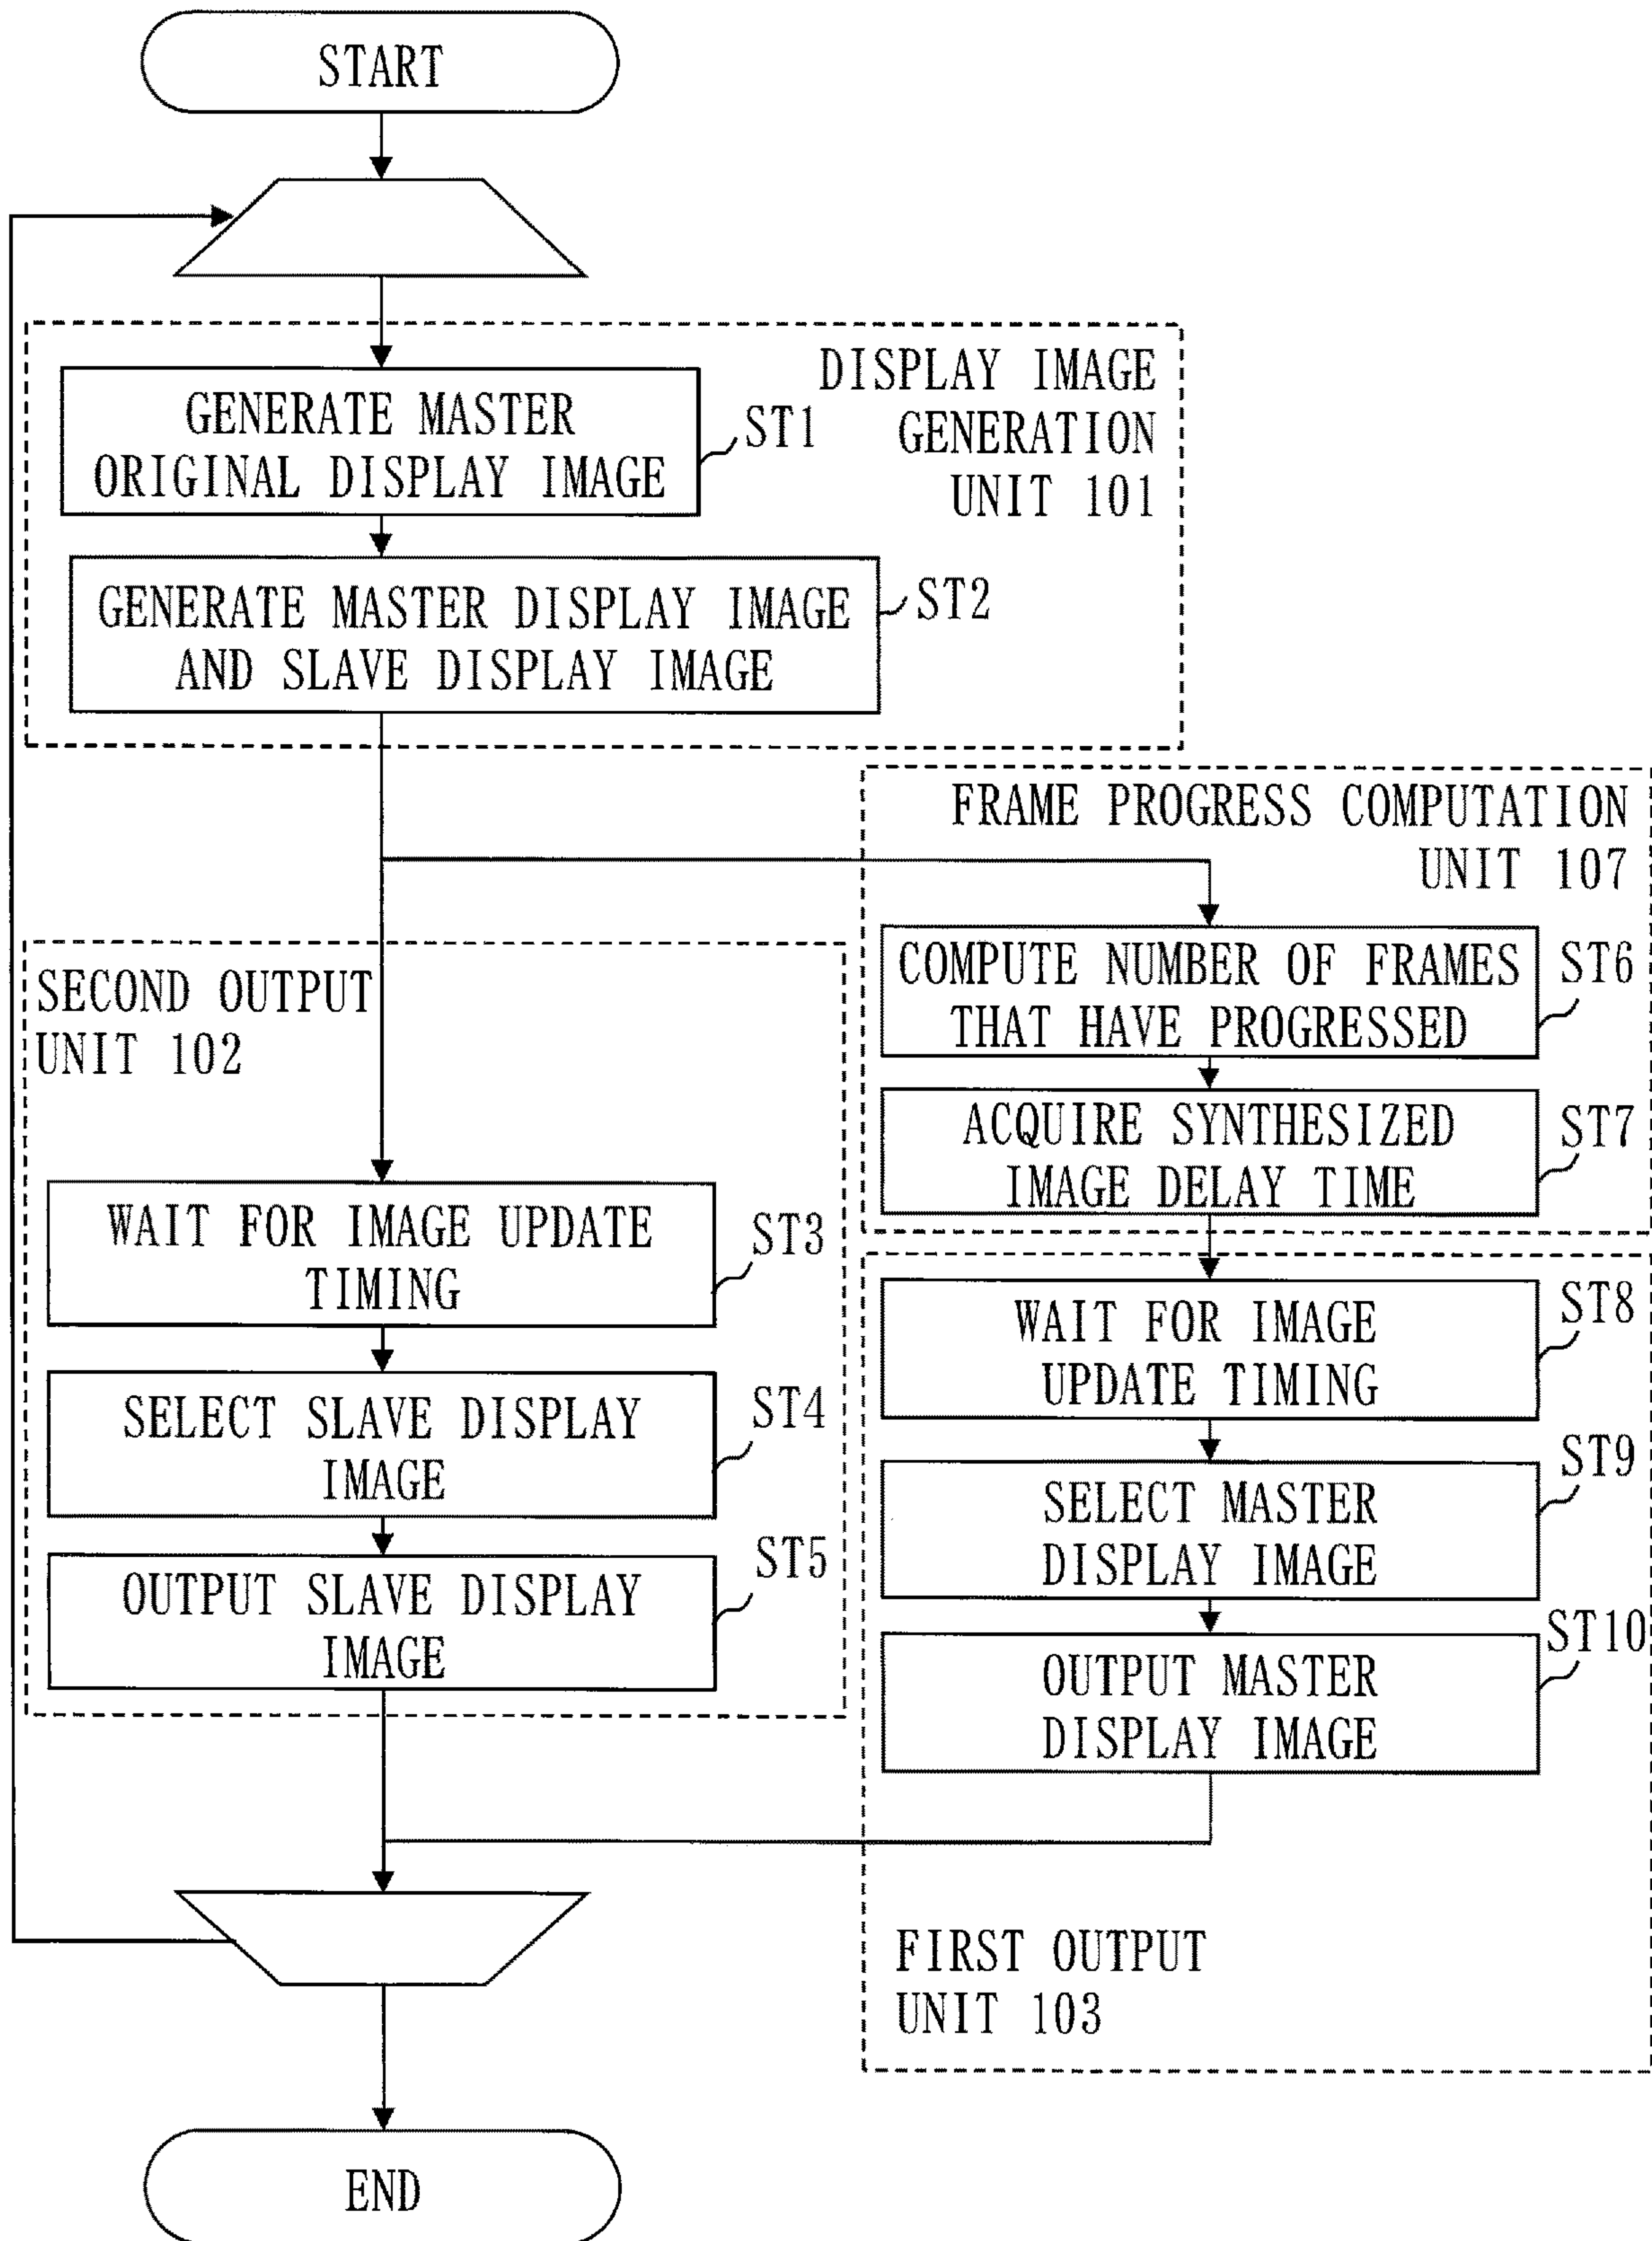 START
DISPLAY IMAGE
GENERATION
UNIT 101
GENERATE MASTER
ORIGINAL DISPLAY IMAGE
ST1
GENERATE MASTER DISPLAY IMAGE
AND SLAVE DISPLAY IMAGE
ST2
FRAME PROGRESS COMPUTATION
UNIT 107
COMPUTE NUMBER OF FRAMES
THAT HAVE PROGRESSED
ST6
ACQUIRE SYNTHESIZED
IMAGE DELAY TIME
ST7
SECOND OUTPUT
UNIT 102
WAIT FOR IMAGE UPDATE
TIMING
ST3
SELECT SLAVE DISPLAY
IMAGE
ST4
OUTPUT SLAVE DISPLAY
IMAGE
ST5
WAIT FOR IMAGE
UPDATE TIMING
ST8
SELECT MASTER
DISPLAY IMAGE
ST9
OUTPUT MASTER
DISPLAY IMAGE
ST10
FIRST OUTPUT
UNIT 103
END